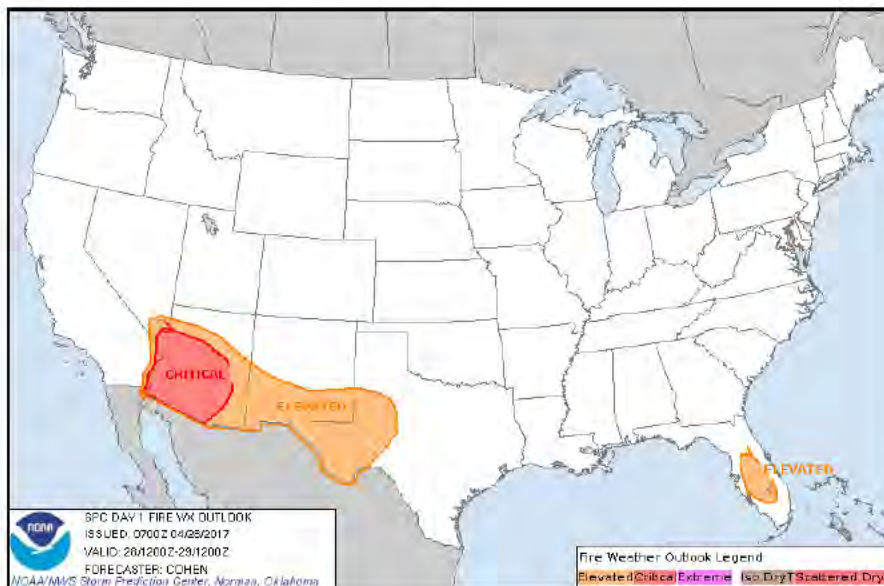 CRITICAL
ELEVATED
ELEVATED
NOAA
SPC DAY 1 FIRE WX OUTLOOK
ISSUED: 0700Z 04/28/2017
VALID: 28/1200Z-29/1200Z
FORECASTER: COHEN
NOAA/NWS Storm Prediction Center, Norman, Oklahoma
Fire Weather Outlook Legend
Elevated Critical Extreme Iso DryT Scattered Dry